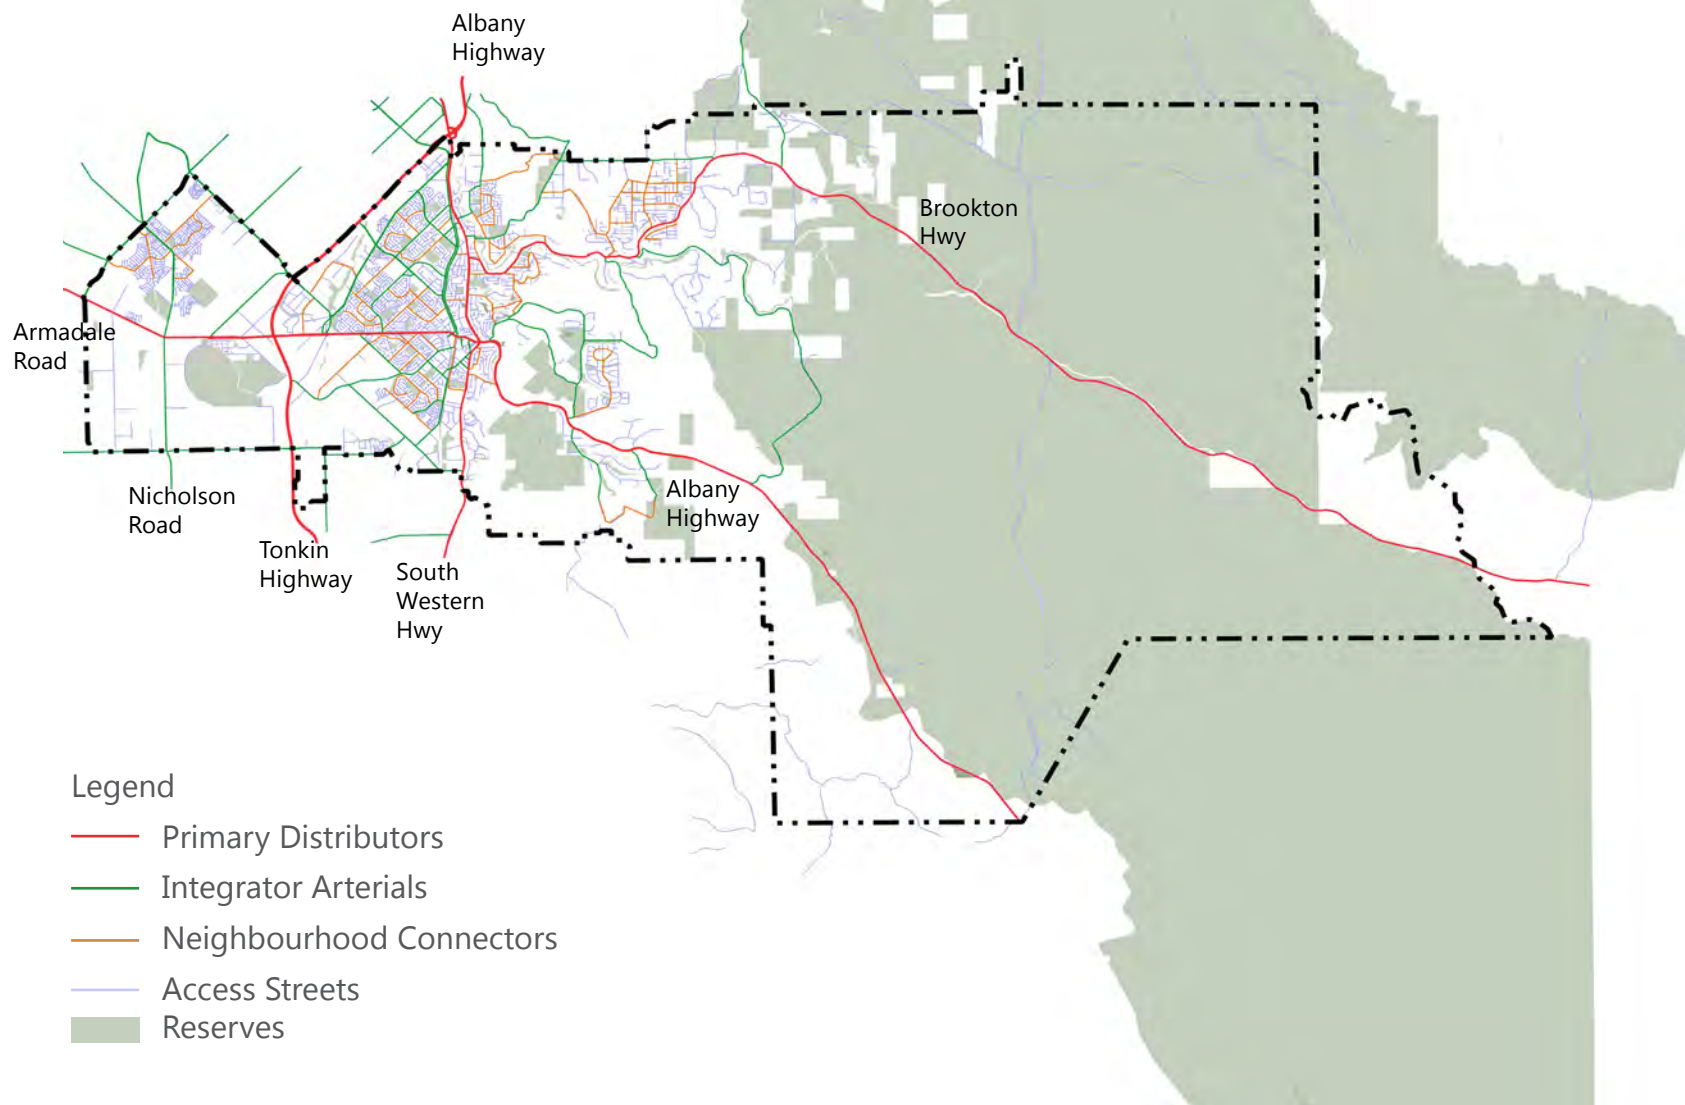 Albany
Highway
Brookton
Hwy
Armadale
Road
Nicholson
Road
Albany
Highway
Tonkin
Highway
South
Western
Hwy
Legend
Primary Distributors
Integrator Arterials
Neighbourhood Connectors
Access Streets
Reserves